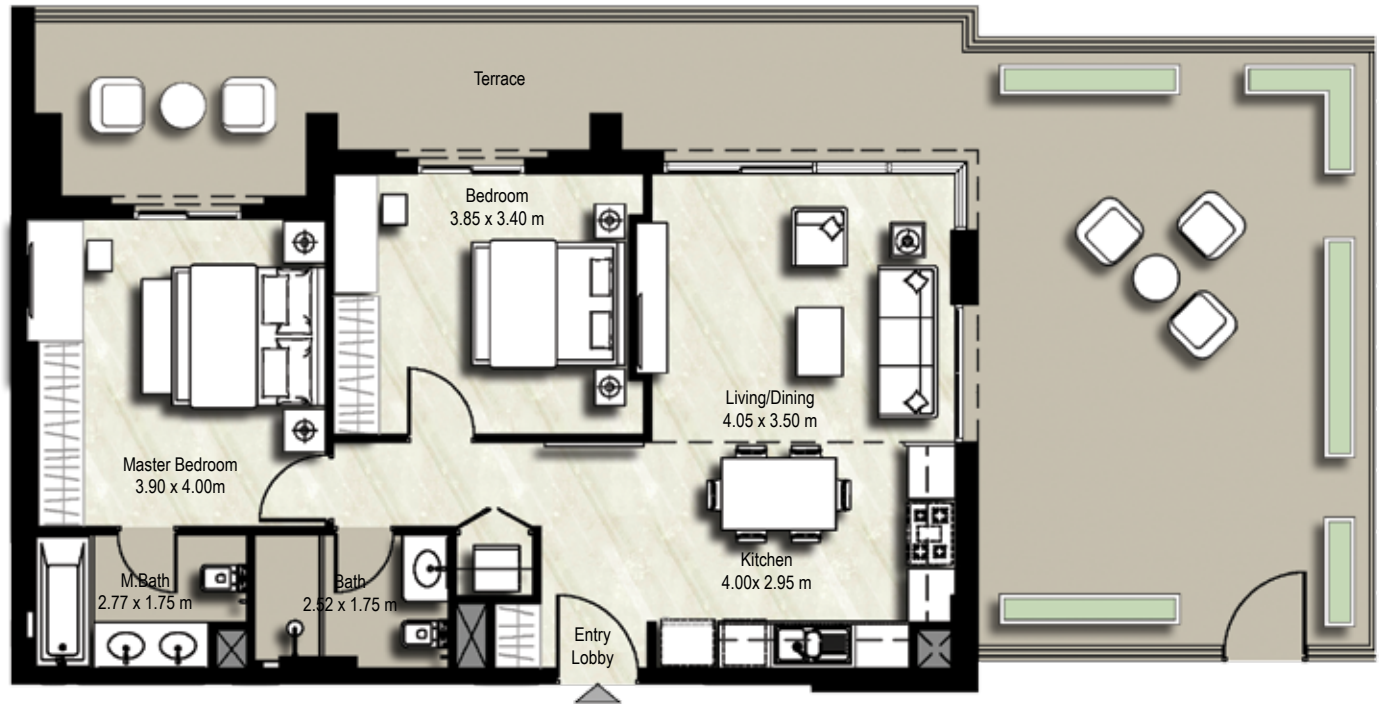 Terrace
Bedroom
3.85 x 3.40 m
Living/Dining
4.05 x 3.50 m
Master Bedroom
3.90 x 4.00m
Kitchen
4.00x 2.95 m
M.Bath
2.77 x 1.75 m
Bath
2.52 x 1.75 m
Entry
Lobby